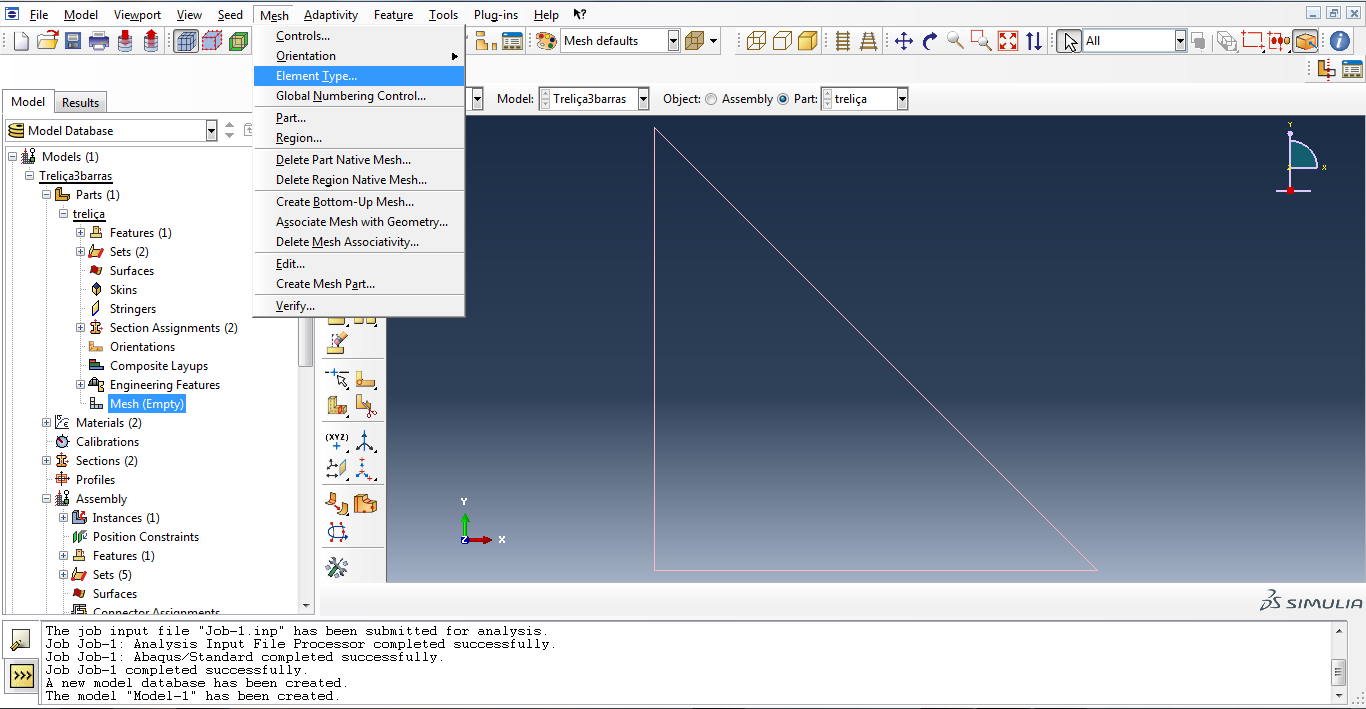 File Model Viewport View Seed Mesh Adaptivity Feature Tools Plug-ins Help ?
Mesh defaults All
Controls...
Orientation
Element Type...
Global Numbering Control...
Part...
Region...
Delete Part Native Mesh...
Delete Region Native Mesh...
Create Bottom-Up Mesh...
Associate Mesh with Geometry...
Delete Mesh Associativity...
Edit...
Create Mesh Part...
Verify...
Model: Treliça3barras Object: Assembly Part: treliça
Model Results
Model Database
Models (1)
Treliça3barras
Parts (1)
treliça
Features (1)
Sets (2)
Surfaces
Skins
Stringers
Section Assignments (2)
Orientations
Composite Layups
Engineering Features
Mesh (Empty)
Materials (2)
Calibrations
Sections (2)
Profiles
Assembly
Instances (1)
Position Constraints
Features (1)
Sets (5)
Surfaces
Connector Assignments
(XYZ)
Y
X
Y
Z X
SIMULIA
The job input file "Job-1.inp" has been submitted for analysis.
Job Job-1: Analysis Input File Processor completed successfully.
Job Job-1: Abaqus/Standard completed successfully.
Job Job-1 completed successfully.
A new model database has been created.
The model "Model-1" has been created.
>>>